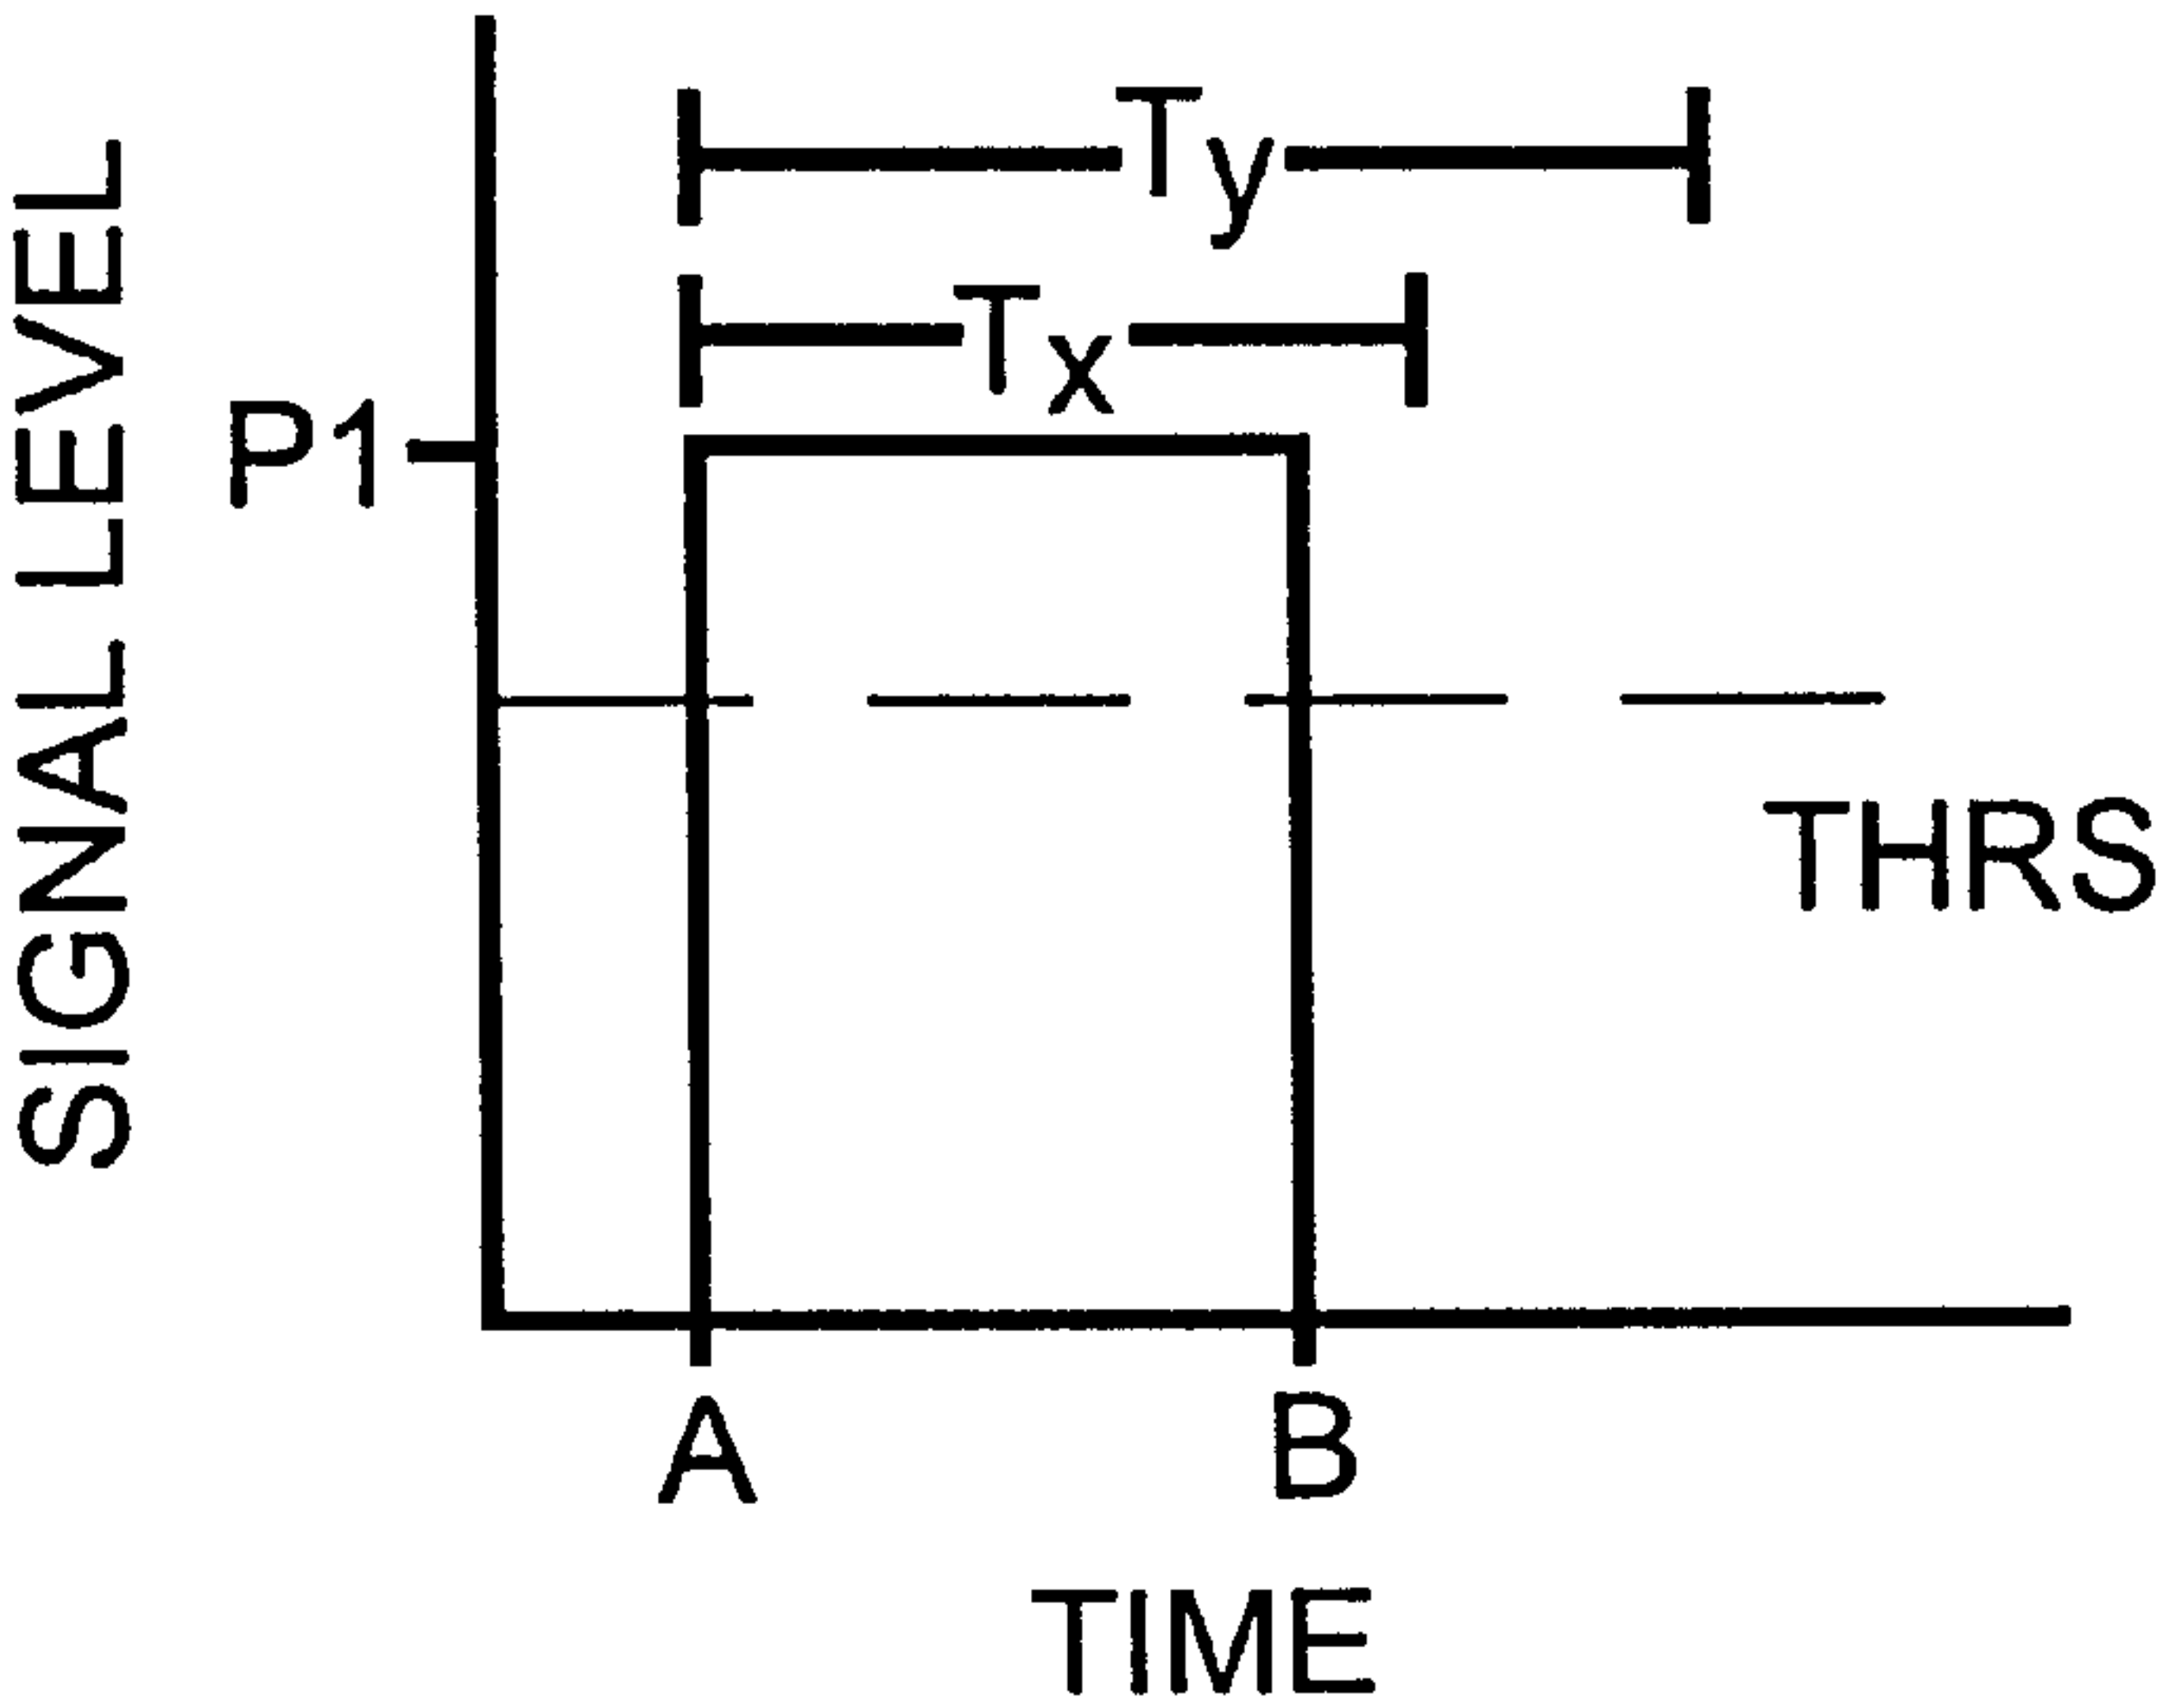 SIGNAL LEVEL
Ty
Tx
P1
THRS
A B
TIME